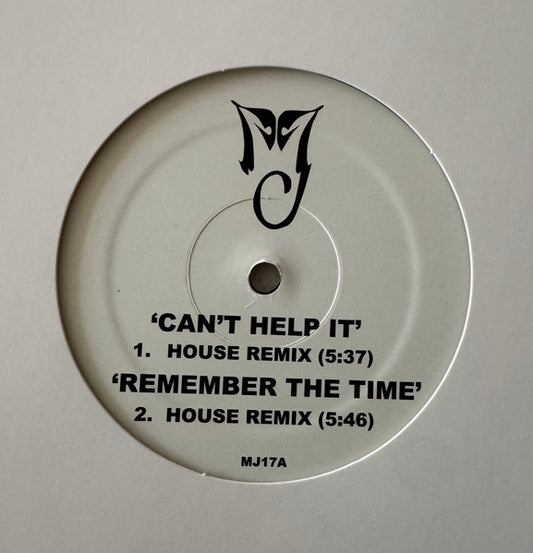 MJ
‘CAN’T HELP IT’
1. HOUSE REMIX (5:37)
‘REMEMBER THE TIME’
2. HOUSE REMIX (5:46)
MJ17A